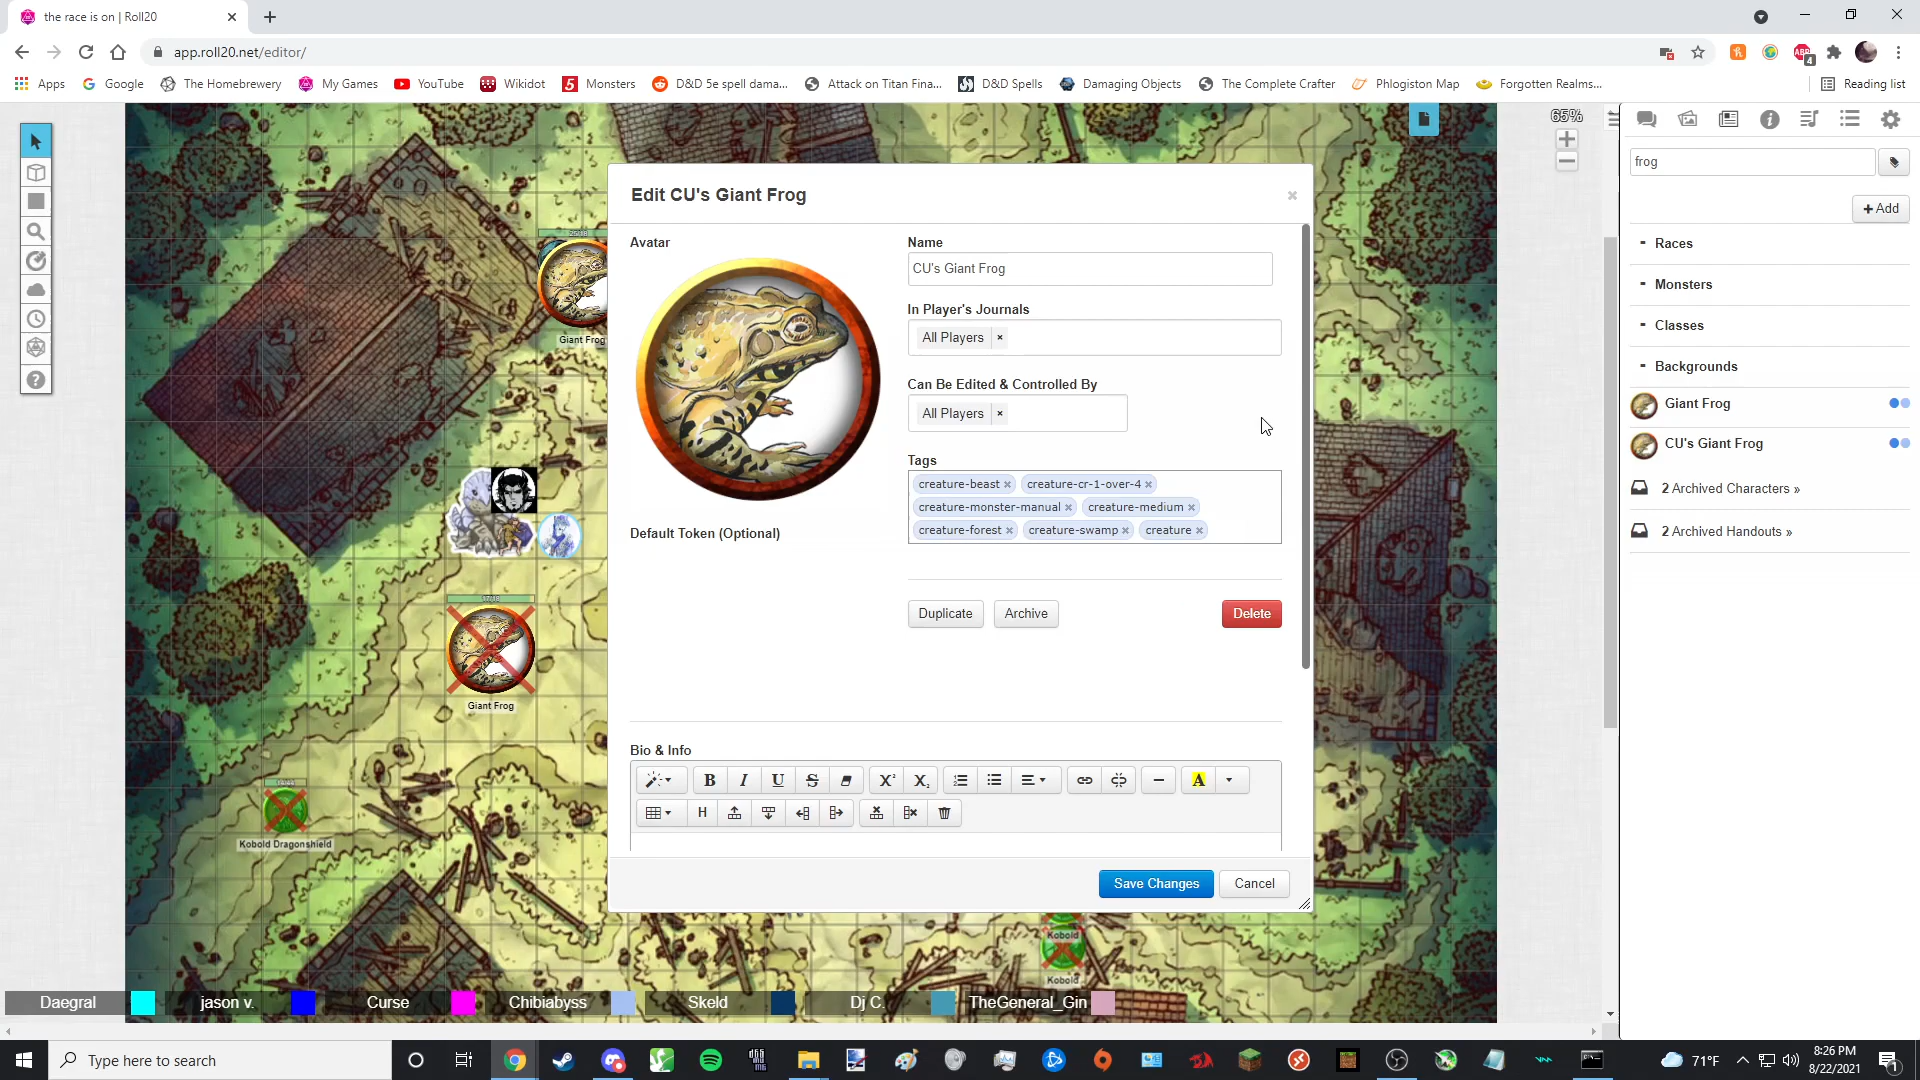 the race is on | Roll20
app.roll20.net/editor/
Apps
Google
The Homebrewery
My Games
YouTube
Wikidot
Monsters
D&D 5e spell dama...
Attack on Titan Fina...
D&D Spells
Damaging Objects
The Complete Crafter
Phlogiston Map
Forgotten Realms...
Reading list
65%
frog
+ Add
Races
Monsters
Classes
Backgrounds
Giant Frog
CU's Giant Frog
2 Archived Characters »
2 Archived Handouts »
Edit CU's Giant Frog
Avatar
Default Token (Optional)
Name
CU's Giant Frog
In Player's Journals
All Players ×
Can Be Edited & Controlled By
All Players ×
Tags
creature-beast × creature-cr-1-over-4 ×
creature-monster-manual × creature-medium ×
creature-forest × creature-swamp × creature ×
Duplicate
Archive
Delete
Bio & Info
Save Changes
Cancel
Giant Frog
Giant Frog
Kobold Dragonshield
Kobold
Kobold
Daegral
jason v.
Curse
Chibiabyss
Skeld
Dj C.
TheGeneral_Gin
Type here to search
71°F
8:26 PM
8/22/2021